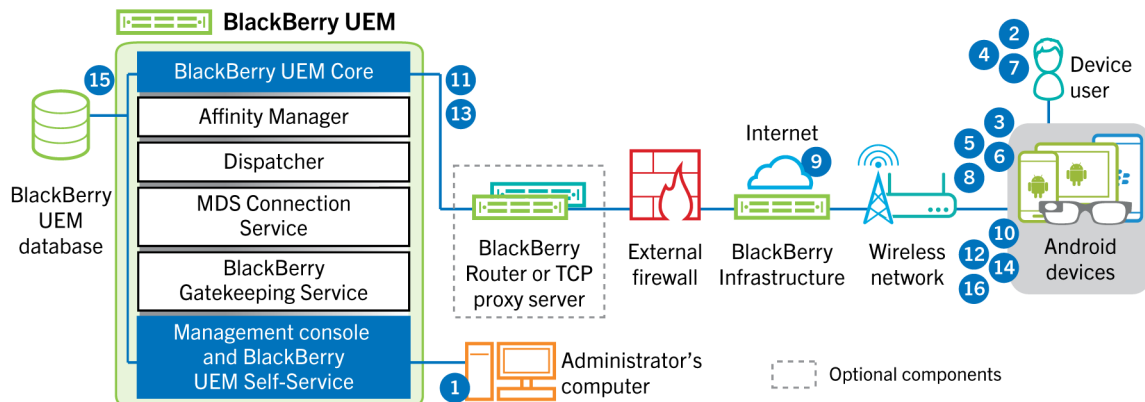 BlackBerry UEM
BlackBerry UEM Core
Affinity Manager
Dispatcher
MDS Connection
Service
BlackBerry
Gatekeeping Service
Management console
and BlackBerry
UEM Self-Service
15
BlackBerry
UEM
database
11
13
1
Administrator's
computer
BlackBerry
Router or TCP
proxy server
External
firewall
Internet
9
BlackBerry
Infrastructure
Wireless
network
2
4
7
Device
user
3
5
6
8
10
12
14
16
Android
devices
Optional components